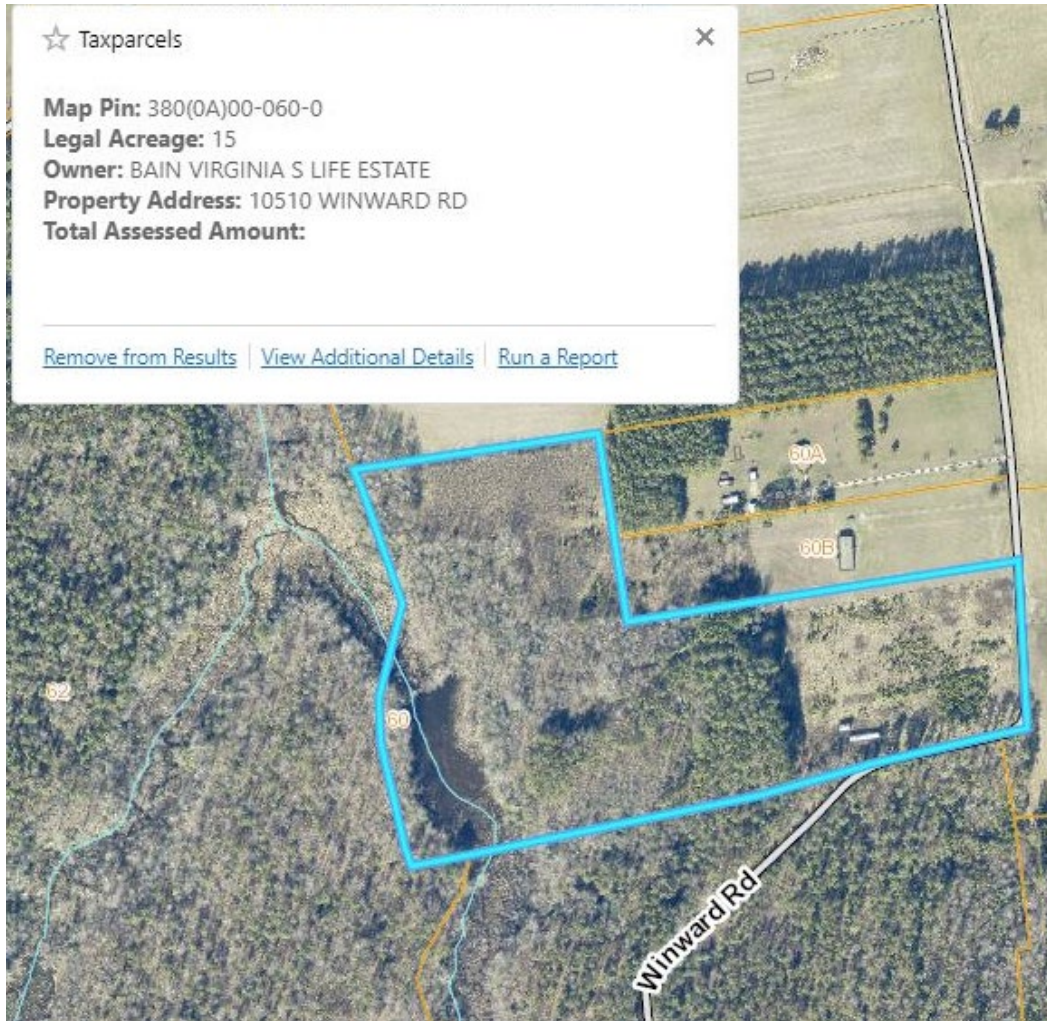 Taxparcels
Map Pin: 380(0A)00-060-0
Legal Acreage: 15
Owner: BAIN VIRGINIA S LIFE ESTATE
Property Address: 10510 WINWARD RD
Total Assessed Amount:
Remove from Results View Additional Details Run a Report
60A
60B
62
60
Winward Rd